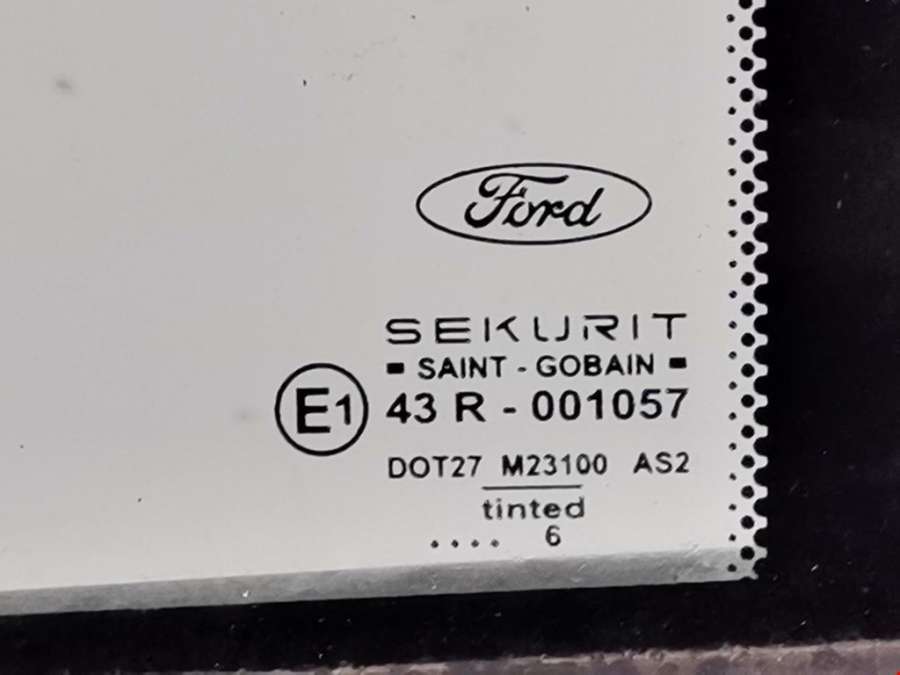 Ford
SEKURIT
- SAINT - GOBAIN -
E1 43 R - 001057
DOT27 M23100 AS2
tinted
.... 6